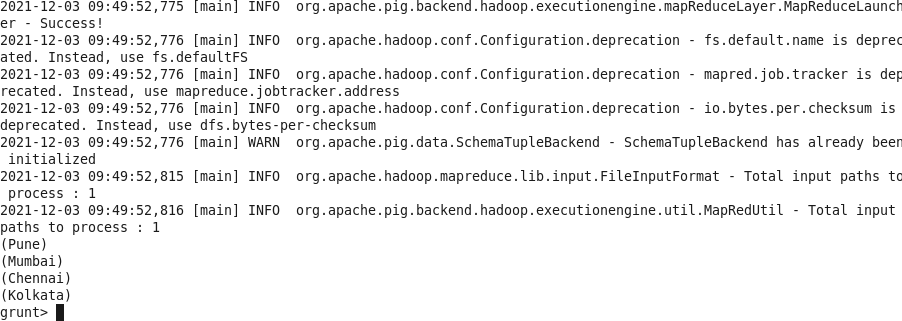 2021-12-03 09:49:52,775 [main] INFO  org.apache.pig.backend.hadoop.executionengine.mapReduceLayer.MapReduceLaunch
er - Success!
2021-12-03 09:49:52,776 [main] INFO  org.apache.hadoop.conf.Configuration.deprecation - fs.default.name is deprec
ated. Instead, use fs.defaultFS
2021-12-03 09:49:52,776 [main] INFO  org.apache.hadoop.conf.Configuration.deprecation - mapred.job.tracker is dep
recated. Instead, use mapreduce.jobtracker.address
2021-12-03 09:49:52,776 [main] INFO  org.apache.hadoop.conf.Configuration.deprecation - io.bytes.per.checksum is
deprecated. Instead, use dfs.bytes-per-checksum
2021-12-03 09:49:52,776 [main] WARN  org.apache.pig.data.SchemaTupleBackend - SchemaTupleBackend has already been
 initialized
2021-12-03 09:49:52,815 [main] INFO  org.apache.hadoop.mapreduce.lib.input.FileInputFormat - Total input paths to
 process : 1
2021-12-03 09:49:52,816 [main] INFO  org.apache.pig.backend.hadoop.executionengine.util.MapRedUtil - Total input
paths to process : 1
(Pune)
(Mumbai)
(Chennai)
(Kolkata)
grunt>